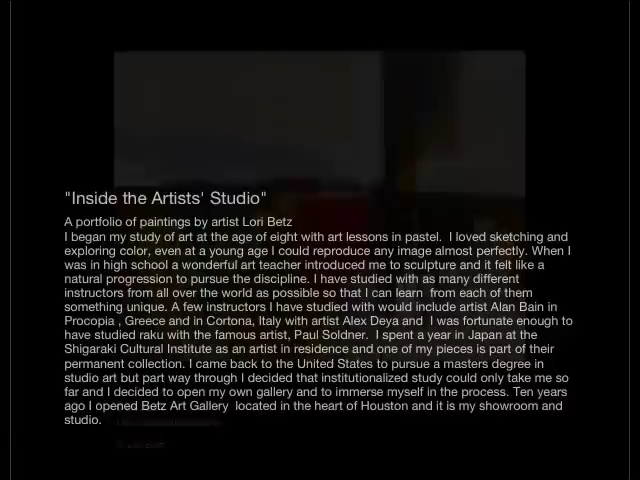 "Inside the Artists' Studio"
A portfolio of paintings by artist Lori Betz
I began my study of art at the age of eight with art lessons in pastel.  I loved sketching and
exploring color, even at a young age I could reproduce any image almost perfectly. When I
was in high school a wonderful art teacher introduced me to sculpture and it felt like a
natural progression to pursue the discipline. I have studied with as many different
instructors from all over the world as possible so that I can learn  from each of them
something unique. A few instructors I have studied with would include artist Alan Bain in
Procopia , Greece and in Cortona, Italy with artist Alex Deya and  I was fortunate enough to
have studied raku with the famous artist, Paul Soldner.  I spent a year in Japan at the
Shigaraki Cultural Institute as an artist in residence and one of my pieces is part of their
permanent collection. I came back to the United States to pursue a masters degree in
studio art but part way through I decided that institutionalized study could only take me so
far and I decided to open my own gallery and to immerse myself in the process. Ten years
ago I opened Betz Art Gallery  located in the heart of Houston and it is my showroom and
studio.